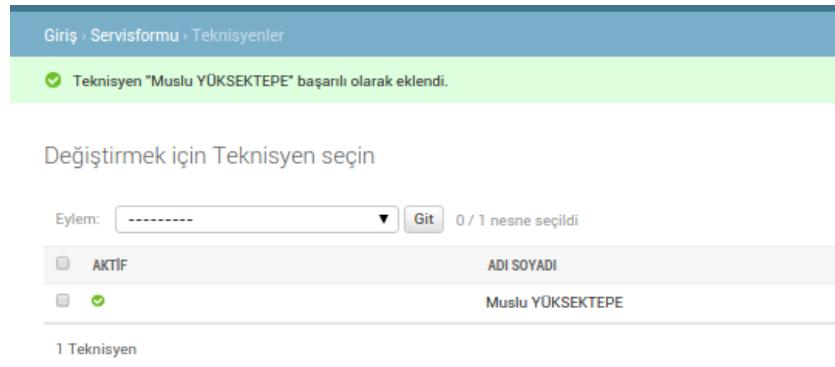 Giriş › Servisformu › Teknisyenler
Teknisyen "Muslu YÜKSEKTEPE" başarılı olarak eklendi.
Değiştirmek için Teknisyen seçin
Eylem: --------- Git 0 / 1 nesne seçildi
AKTİF ADI SOYADI
Muslu YÜKSEKTEPE
1 Teknisyen